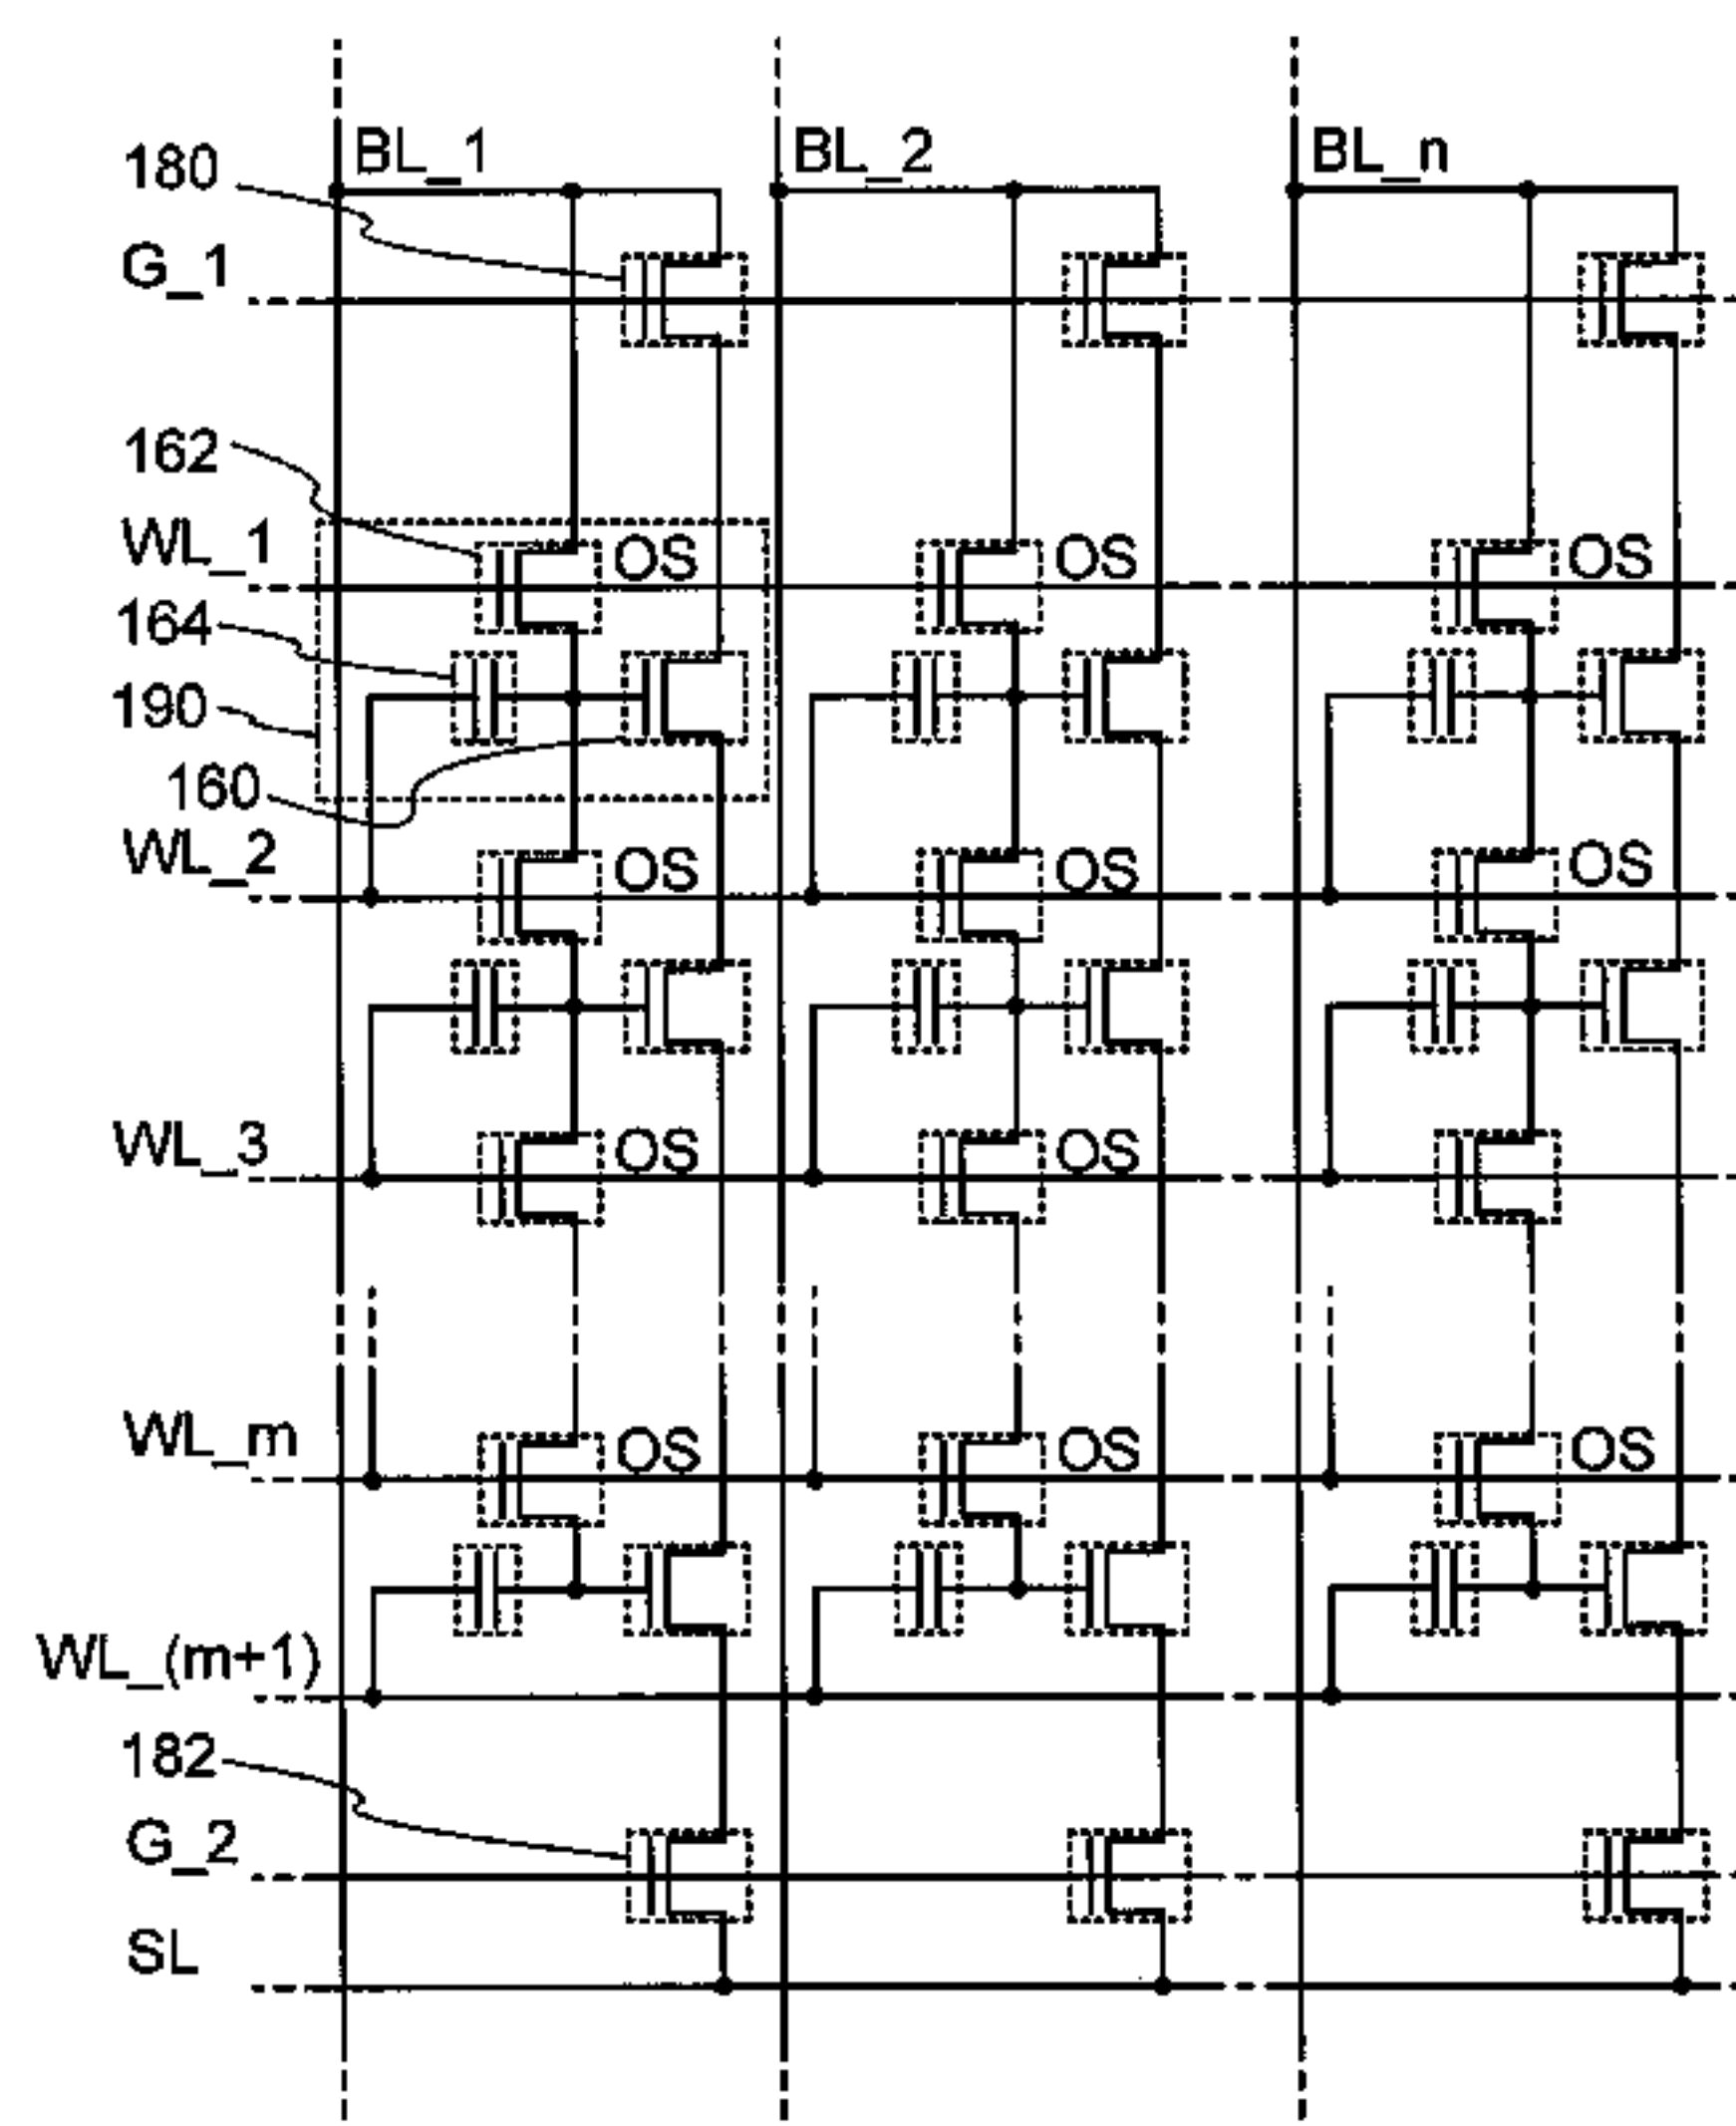 BL_1 BL_2 BL_n
180
G_1
162
WL_1 OS OS OS
164
190
160
WL_2 OS OS OS
WL_3 OS OS
WL_m OS OS OS
WL_(m+1)
182
G_2
SL